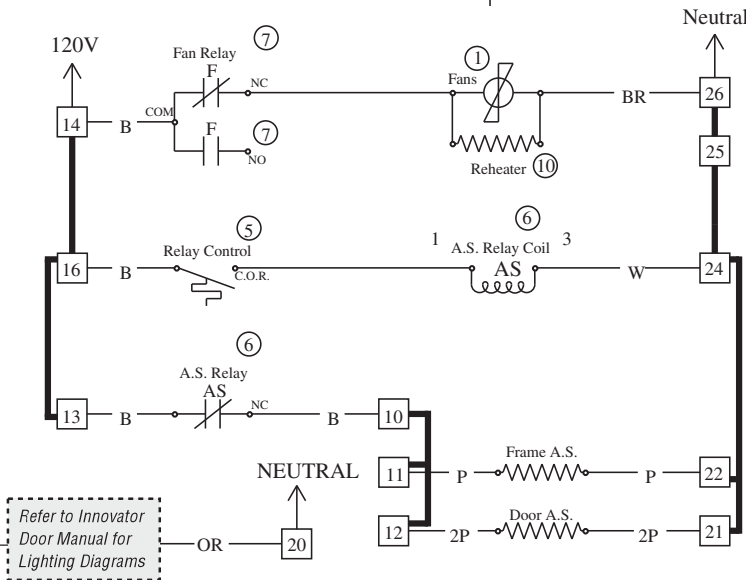 Neutral
120V
7
Fan Relay
F
NC
1
Fans
BR
26
14
B
COM
F
7
NO
25
Reheater
10
5
6
Relay Control
1
A.S. Relay Coil
3
16
B
C.O.R.
AS
W
24
6
A.S. Relay
AS
NC
13
B
B
10
Frame A.S.
NEUTRAL
11
P
P
22
Door A.S.
12
2P
2P
21
Refer to Innovator
Door Manual for
Lighting Diagrams
OR
20